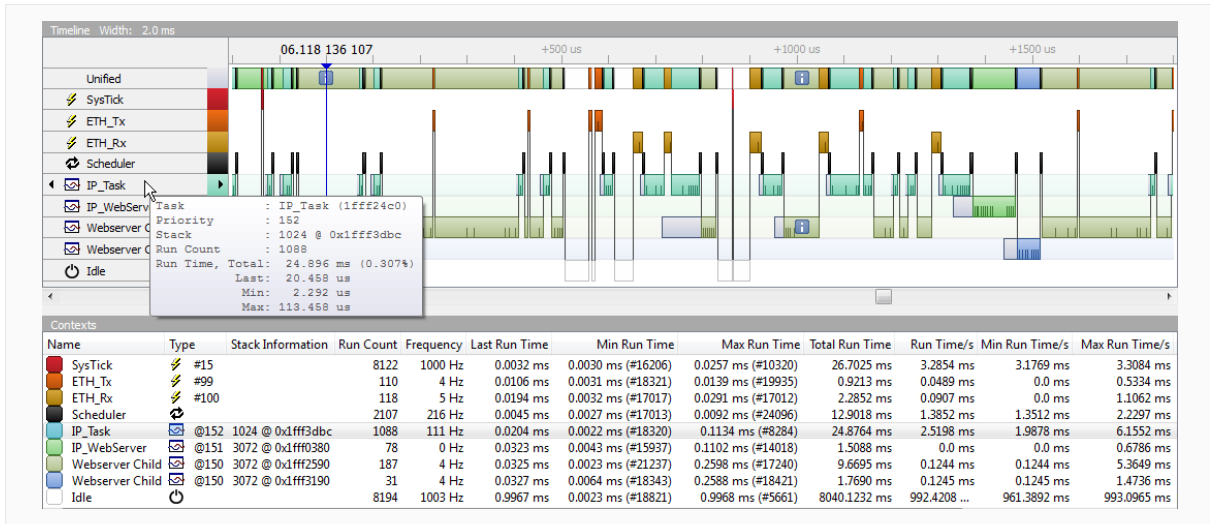 Timeline Width: 2.0 ms
06.118 136 107 +500 us +1000 us +1500 us
Unified
SysTick
ETH_Tx
ETH_Rx
Scheduler
IP_Task
IP_WebServ
Webserver C
Webserver C
Idle
Task : IP_Task (1fff24c0)
Priority : 152
Stack : 1024 @ 0x1fff3dbc
Run Count : 1088
Run Time, Total: 24.896 ms (0.307%)
Last: 20.458 us
Min: 2.292 us
Max: 113.458 us
Contexts
Name Type Stack Information Run Count Frequency Last Run Time Min Run Time Max Run Time Total Run Time Run Time/s Min Run Time/s Max Run Time/s
SysTick #15 8122 1000 Hz 0.0032 ms 0.0030 ms (#16206) 0.0257 ms (#10320) 26.7025 ms 3.2854 ms 3.1769 ms 3.3084 ms
ETH_Tx #99 110 4 Hz 0.0106 ms 0.0031 ms (#18321) 0.0139 ms (#19935) 0.9213 ms 0.0489 ms 0.0 ms 0.5334 ms
ETH_Rx #100 118 5 Hz 0.0194 ms 0.0032 ms (#17017) 0.0291 ms (#17012) 2.2852 ms 0.0907 ms 0.0 ms 1.1062 ms
Scheduler 2107 216 Hz 0.0045 ms 0.0027 ms (#17013) 0.0092 ms (#24096) 12.9018 ms 1.3852 ms 1.3512 ms 2.2297 ms
IP_Task @152 1024 @ 0x1fff3dbc 1088 111 Hz 0.0204 ms 0.0022 ms (#18320) 0.1134 ms (#8284) 24.8764 ms 2.5198 ms 1.9878 ms 6.1552 ms
IP_WebServer @151 3072 @ 0x1fff0380 78 0 Hz 0.0323 ms 0.0043 ms (#15937) 0.1102 ms (#14018) 1.5088 ms 0.0 ms 0.0 ms 0.6786 ms
Webserver Child @150 3072 @ 0x1fff2590 187 4 Hz 0.0325 ms 0.0027 ms (#21237) 0.2598 ms (#17240) 9.6695 ms 0.1244 ms 0.1244 ms 5.3649 ms
Webserver Child @150 3072 @ 0x1fff3190 31 4 Hz 0.0327 ms 0.0064 ms (#18343) 0.2588 ms (#18421) 1.7690 ms 0.1245 ms 0.1245 ms 1.4736 ms
Idle 8194 1003 Hz 0.9967 ms 0.0023 ms (#18821) 0.9968 ms (#5661) 8040.1232 ms 992.4208 ... 961.3892 ms 993.0965 ms